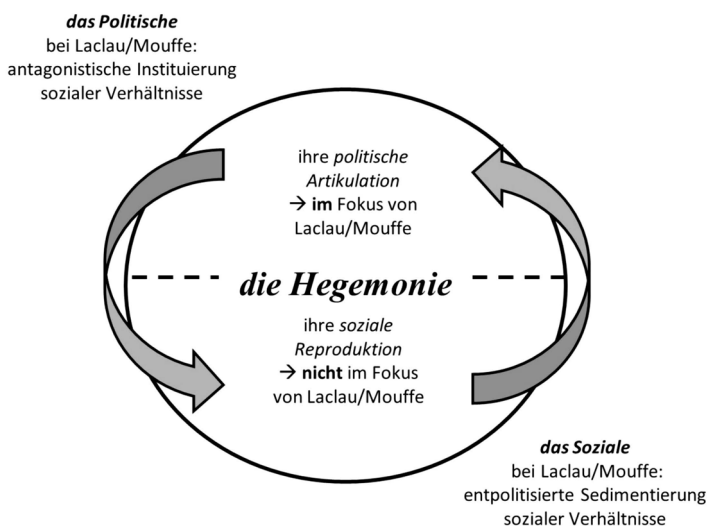 das Politische
bei Laclau/Mouffe:
antagonistische Instituierung
sozialer Verhältnisse
ihre politische
Artikulation
→ im Fokus von
Laclau/Mouffe
die Hegemonie
ihre soziale
Reproduktion
→ nicht im Fokus
von Laclau/Mouffe
das Soziale
bei Laclau/Mouffe:
entpolitisierte Sedimentierung
sozialer Verhältnisse